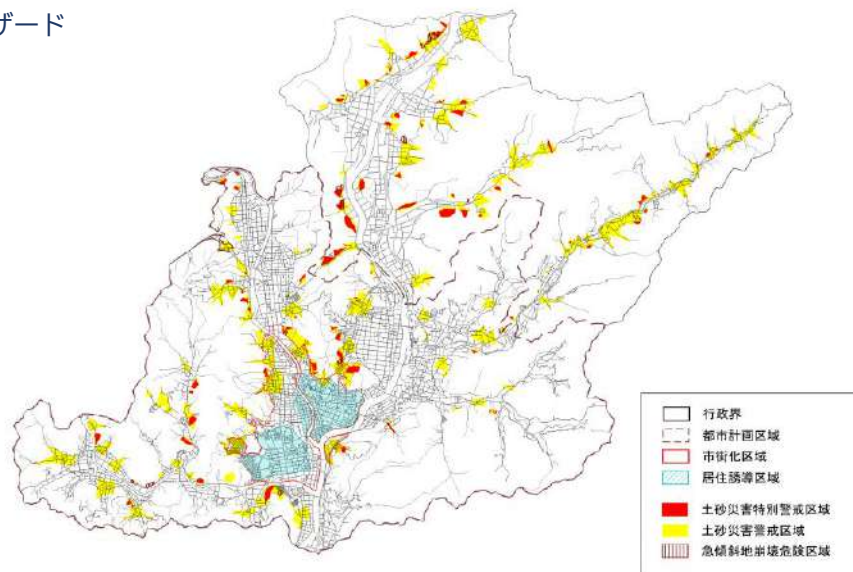 ザード
行政界
都市計画区域
市街化区域
居住誘導区域
土砂災害特別警戒区域
土砂災害警戒区域
急傾斜地崩壊危険区域